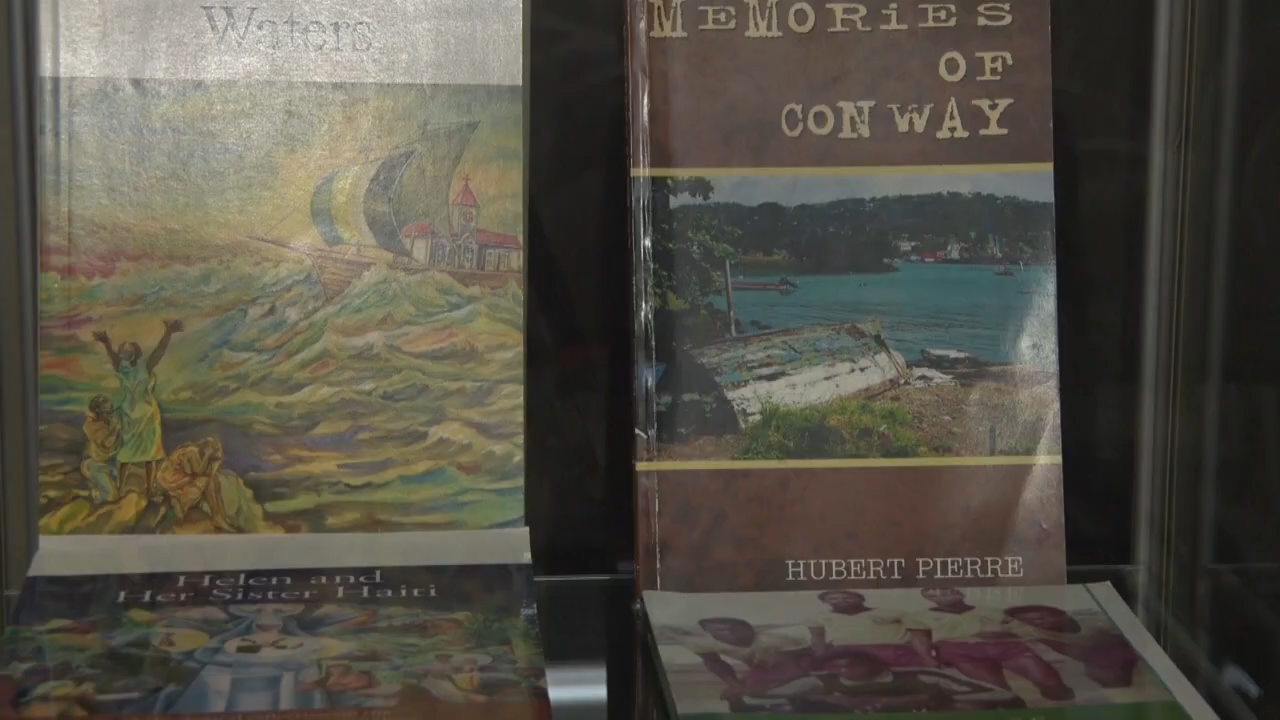 Waters
MEMORiES
OF
CONWAY
HUBERT PIERRE
Helen and
Her Sister Haiti